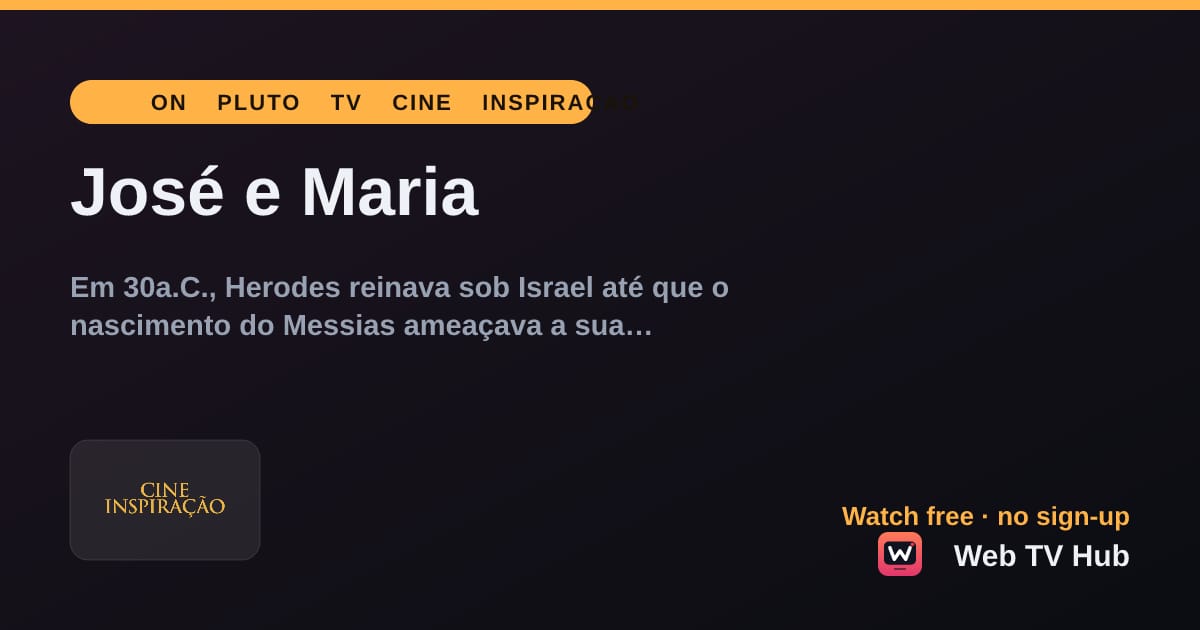 ON PLUTO TV CINE INSPIRAÇÃO
José e Maria
Em 30a.C., Herodes reinava sob Israel até que o
nascimento do Messias ameaçava a sua…
CINE
INSPIRAÇÃO
Watch free · no sign-up
W
Web TV Hub